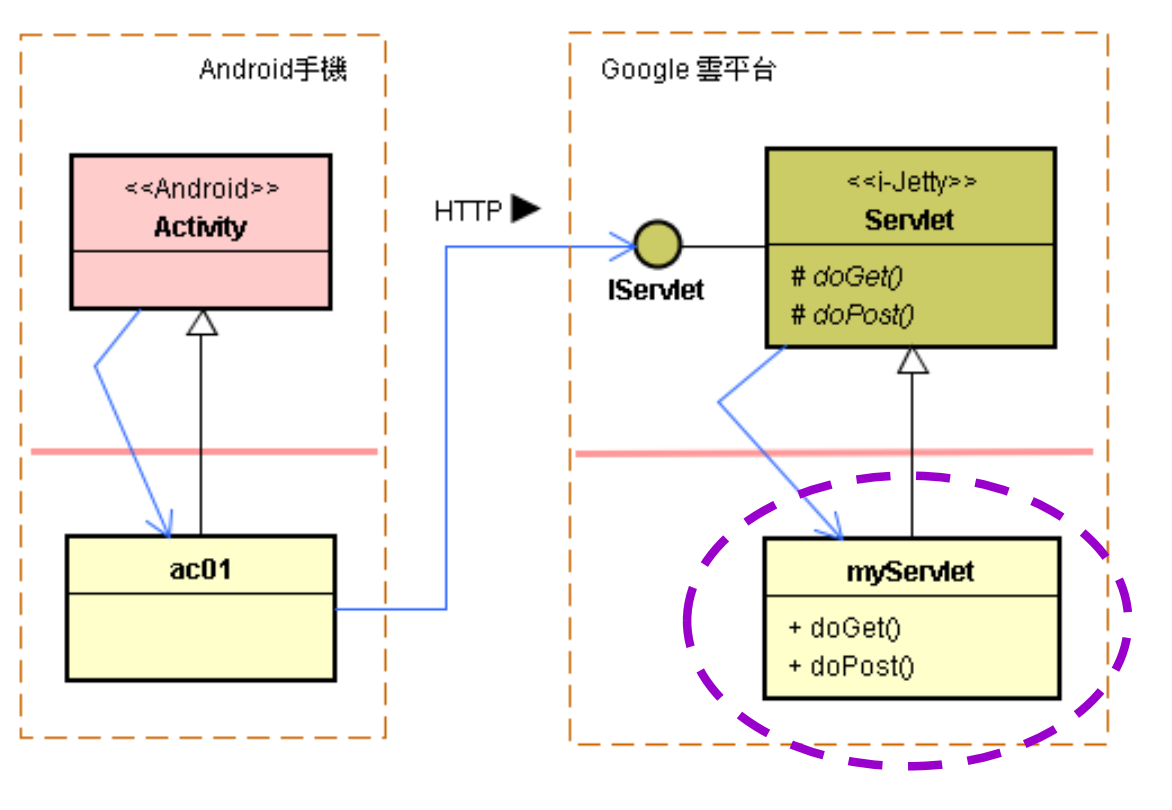 Android手機
<<Android>>
Activity
ac01
HTTP ▶
Google 雲平台
IServlet
<<i-Jetty>>
Servlet
# doGet()
# doPost()
myServlet
+ doGet()
+ doPost()